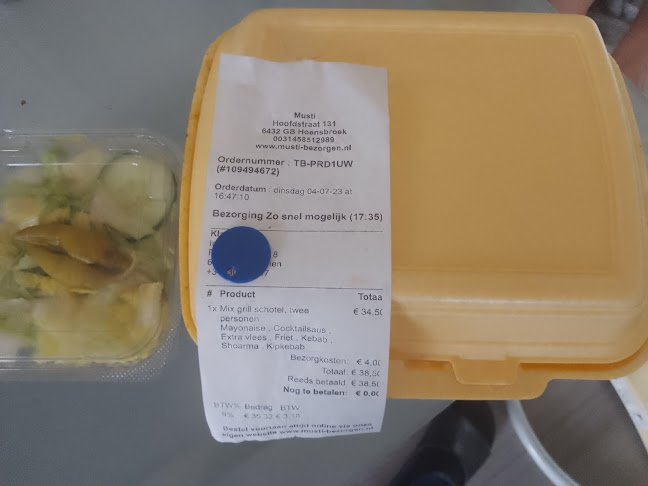 Musti
Hoofdstraat 131
6432 GB Hoensbroek
0031458512989
www.musti-bezorgen.nl
Ordernummer : TB-PRD1UW
(#109494672)
Orderdatum : dinsdag 04-07-23 at
16:47:10
Bezorging Zo snel mogelijk (17:35)
# Product Totaa
1x Mix grill schotel, twee € 34,50
personen
Mayonaise , Cocktailsaus ,
Extra vlees , Friet , Kebab ,
Shoarma , Kipkebab
Bezorgkosten: € 4,00
Totaal: € 38,50
Reeds betaald: € 38,50
Nog te betalen: € 0,00
BTW% Bedrag BTW
9% € 35,32 € 3,18
Bestel voortaan altijd online via onze
eigen website www.musti-bezorgen.nl